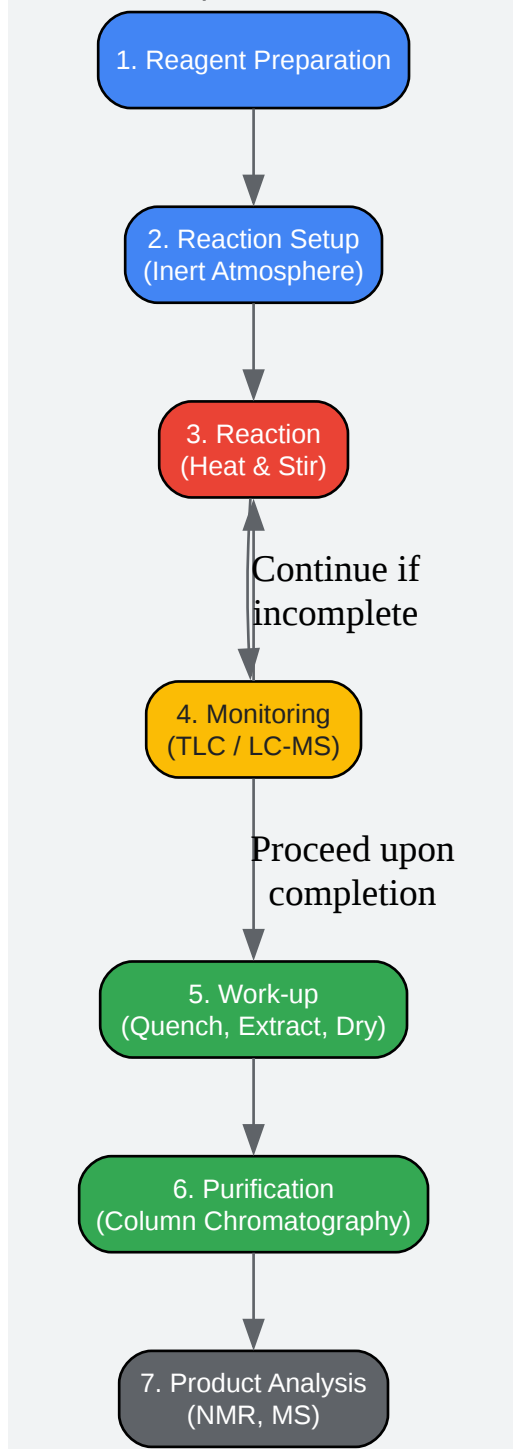 1. Reagent Preparation
2. Reaction Setup
(Inert Atmosphere)
3. Reaction
(Heat & Stir)
Continue if
incomplete
4. Monitoring
(TLC / LC-MS)
Proceed upon
completion
5. Work-up
(Quench, Extract, Dry)
6. Purification
(Column Chromatography)
7. Product Analysis
(NMR, MS)